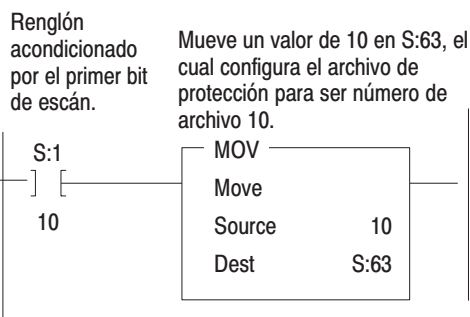 Renglón
acondicionado
por el primer bit
de escán.
Mueve un valor de 10 en S:63, el
cual configura el archivo de
protección para ser número de
archivo 10.
S:1
10
MOV
Move
Source 10
Dest S:63